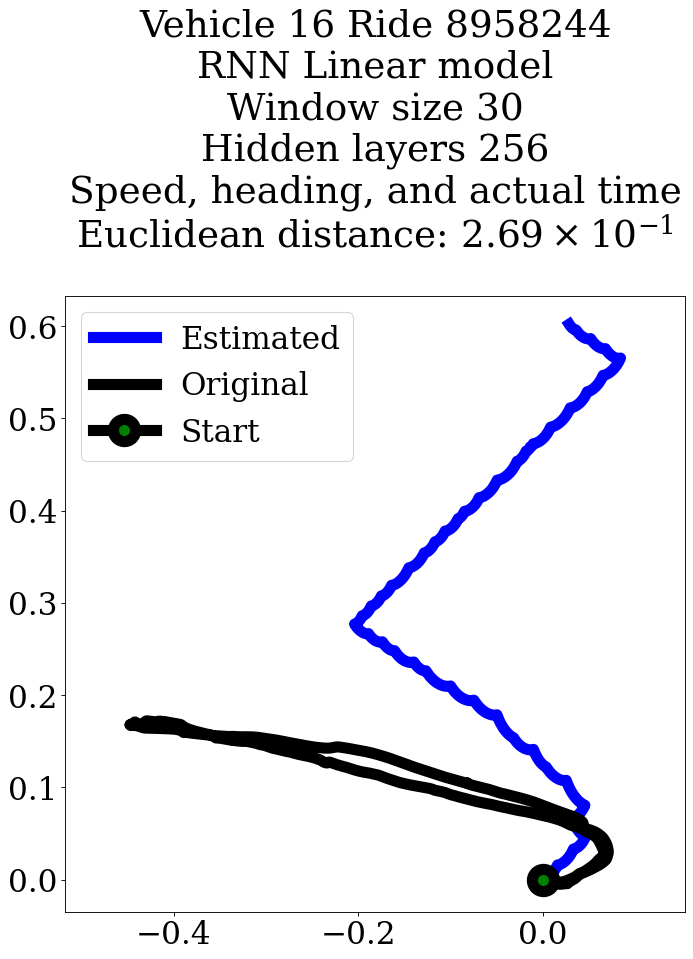 Vehicle 16 Ride 8958244
RNN Linear model
Window size 30
Hidden layers 256
Speed, heading, and actual time
Euclidean distance: 2.69 × 10⁻¹
Estimated
Original
Start
0.6
0.5
0.4
0.3
0.2
0.1
0.0
−0.4
−0.2
0.0